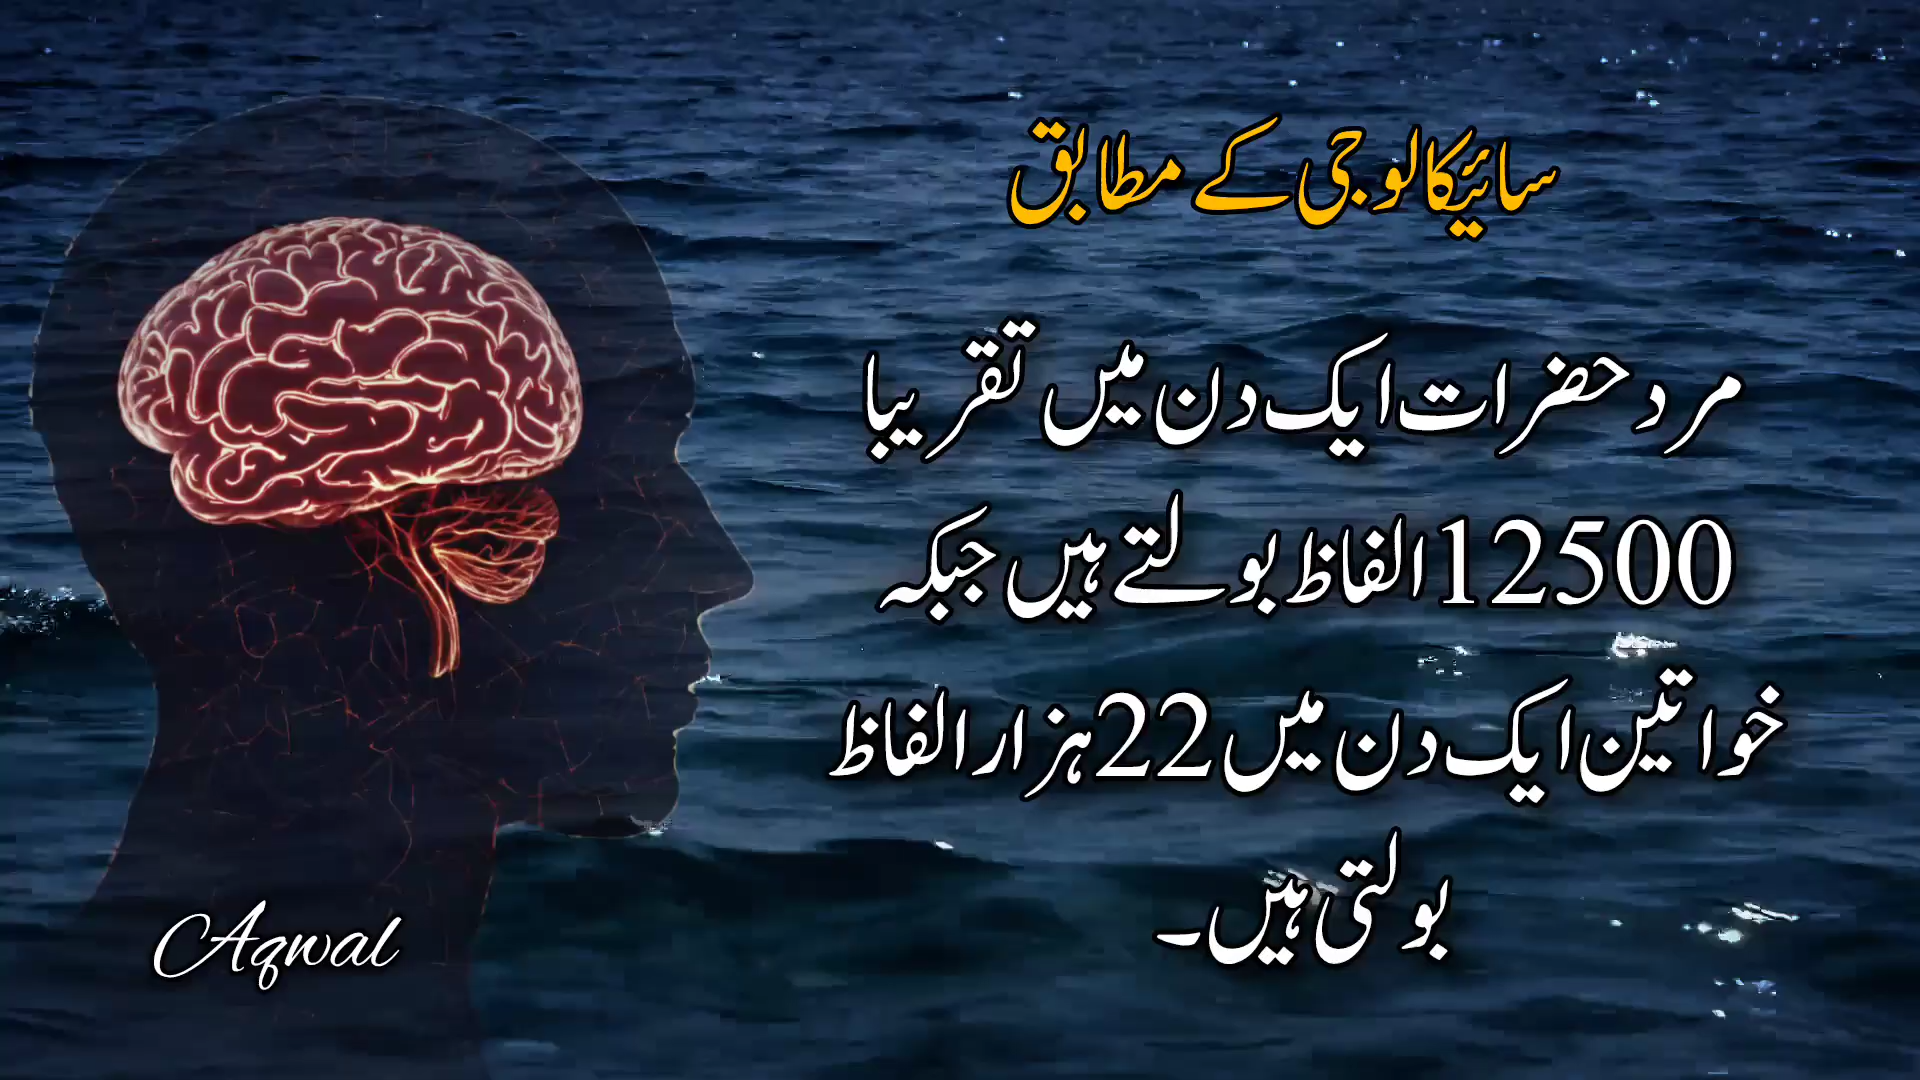 سائیکالوجی کے مطابق
مرد حضرات ایک دن میں تقریبا
12500 الفاظ بولتے ہیں جبکہ
خواتین ایک دن میں 22 ہزار الفاظ
بولتی ہیں۔
Aqwal